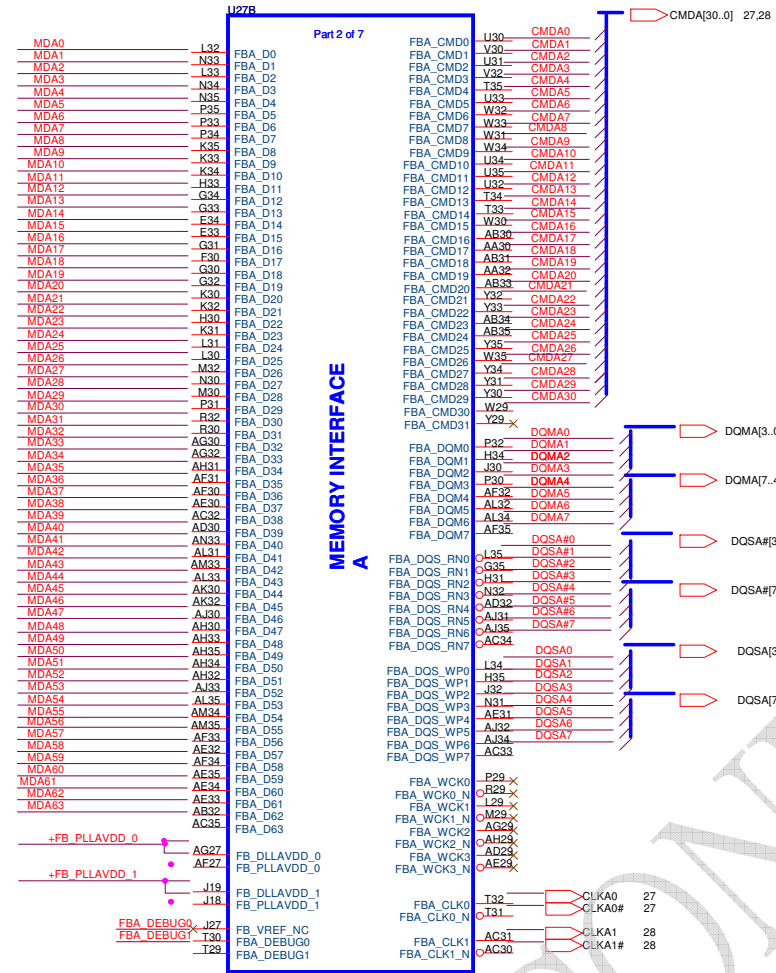 U27B
Part 2 of 7
CMDA[30..0] 27,28
MDA0 L32 FBA_D0 FBA_CMD0 U30 CMDA0
MDA1 N33 FBA_D1 FBA_CMD1 V30 CMDA1
MDA2 L33 FBA_D2 FBA_CMD2 U31 CMDA2
MDA3 N34 FBA_D3 FBA_CMD3 V32 CMDA3
MDA4 N35 FBA_D4 FBA_CMD4 T35 CMDA4
MDA5 P35 FBA_D5 FBA_CMD5 U33 CMDA5
MDA6 P33 FBA_D6 FBA_CMD6 W32 CMDA6
MDA7 P34 FBA_D7 FBA_CMD7 W33 CMDA7
MDA8 K35 FBA_D8 FBA_CMD8 W31 CMDA8
MDA9 K33 FBA_D9 FBA_CMD9 W34 CMDA9
MDA10 K34 FBA_D10 FBA_CMD10 U34 CMDA10
MDA11 H33 FBA_D11 FBA_CMD11 U35 CMDA11
MDA12 G34 FBA_D12 FBA_CMD12 U32 CMDA12
MDA13 G33 FBA_D13 FBA_CMD13 T34 CMDA13
MDA14 E34 FBA_D14 FBA_CMD14 T33 CMDA14
MDA15 E33 FBA_D15 FBA_CMD15 W30 CMDA15
MDA16 G31 FBA_D16 FBA_CMD16 AB30 CMDA16
MDA17 F30 FBA_D17 FBA_CMD17 AA30 CMDA17
MDA18 G30 FBA_D18 FBA_CMD18 AB31 CMDA18
MDA19 G32 FBA_D19 FBA_CMD19 AA32 CMDA19
MDA20 K30 FBA_D20 FBA_CMD20 AB33 CMDA20
MDA21 K32 FBA_D21 FBA_CMD21 Y32 CMDA21
MDA22 H30 FBA_D22 FBA_CMD22 Y33 CMDA22
MDA23 K31 FBA_D23 FBA_CMD23 AB34 CMDA23
MDA24 L31 FBA_D24 FBA_CMD24 AB35 CMDA24
MDA25 L30 FBA_D25 FBA_CMD25 Y35 CMDA25
MDA26 M32 FBA_D26 FBA_CMD26 W35 CMDA26
MDA27 N30 FBA_D27 FBA_CMD27 Y34 CMDA27
MDA28 M30 FBA_D28 FBA_CMD28 Y31 CMDA28
MDA29 P31 FBA_D29 FBA_CMD29 Y30 CMDA29
MDA30 R32 FBA_D30 FBA_CMD30 W29 CMDA30
MDA31 R30 FBA_D31 FBA_CMD31 Y29
MDA32 AG30 FBA_D32
MDA33 AG32 FBA_D33
MDA34 AH31 FBA_D34
MDA35 AF31 FBA_D35
MDA36 AF30 FBA_D36
MDA37 AE30 FBA_D37
MDA38 AC32 FBA_D38
MDA39 AD30 FBA_D39
MDA40 AN33 FBA_D40
MDA41 AL31 FBA_D41
MDA42 AM33 FBA_D42
MDA43 AL33 FBA_D43
MDA44 AK30 FBA_D44
MDA45 AK32 FBA_D45
MDA46 AJ30 FBA_D46
MDA47 AH30 FBA_D47
MDA48 AH33 FBA_D48
MDA49 AH35 FBA_D49
MDA50 AH34 FBA_D50
MDA51 AH32 FBA_D51
MDA52 AJ33 FBA_D52
MDA53 AL35 FBA_D53
MDA54 AM34 FBA_D54
MDA55 AM35 FBA_D55
MDA56 AF33 FBA_D56
MDA57 AE32 FBA_D57
MDA58 AF34 FBA_D58
MDA59 AE35 FBA_D59
MDA60 AE34 FBA_D60
MDA61 AE33 FBA_D61
MDA62 AB32 FBA_D62
MDA63 AC35 FBA_D63
MEMORY INTERFACE
A
FBA_DQM0 P32 DQMA0
FBA_DQM1 H34 DQMA1
FBA_DQM2 J30 DQMA2
FBA_DQM3 P30 DQMA3
FBA_DQM4 AF32 DQMA4
FBA_DQM5 AL32 DQMA5
FBA_DQM6 AL34 DQMA6
FBA_DQM7 AF35 DQMA7
DQMA[3..0
DQMA[7..4
FBA_DQS_RN0 L35 DQSA#0
FBA_DQS_RN1 G35 DQSA#1
FBA_DQS_RN2 H31 DQSA#2
FBA_DQS_RN3 N32 DQSA#3
FBA_DQS_RN4 AD32 DQSA#4
FBA_DQS_RN5 AJ31 DQSA#5
FBA_DQS_RN6 AJ35 DQSA#6
FBA_DQS_RN7 AC34 DQSA#7
DQSA#[3
DQSA#[7
FBA_DQS_WP0 L34 DQSA0
FBA_DQS_WP1 H35 DQSA1
FBA_DQS_WP2 J32 DQSA2
FBA_DQS_WP3 N31 DQSA3
FBA_DQS_WP4 AE31 DQSA4
FBA_DQS_WP5 AJ32 DQSA5
FBA_DQS_WP6 AJ34 DQSA6
FBA_DQS_WP7 AC33 DQSA7
DQSA[3
DQSA[7
FBA_WCK0 P29
FBA_WCK0_N R29
FBA_WCK1 L29
FBA_WCK1_N M29
FBA_WCK2 AG29
FBA_WCK2_N AH29
FBA_WCK3 AD29
FBA_WCK3_N AE29
+FB_PLLAVDD_0 AG27 FB_DLLAVDD_0
AF27 FB_PLLAVDD_0
+FB_PLLAVDD_1 J19 FB_DLLAVDD_1
J18 FB_PLLAVDD_1
J27 FB_VREF_NC
FBA_DEBUG0 T30 FBA_DEBUG0
FBA_DEBUG1 T29 FBA_DEBUG1
FBA_CLK0 T32 CLKA0 27
FBA_CLK0_N T31 CLKA0# 27
FBA_CLK1 AC31 CLKA1 28
FBA_CLK1_N AC30 CLKA1# 28